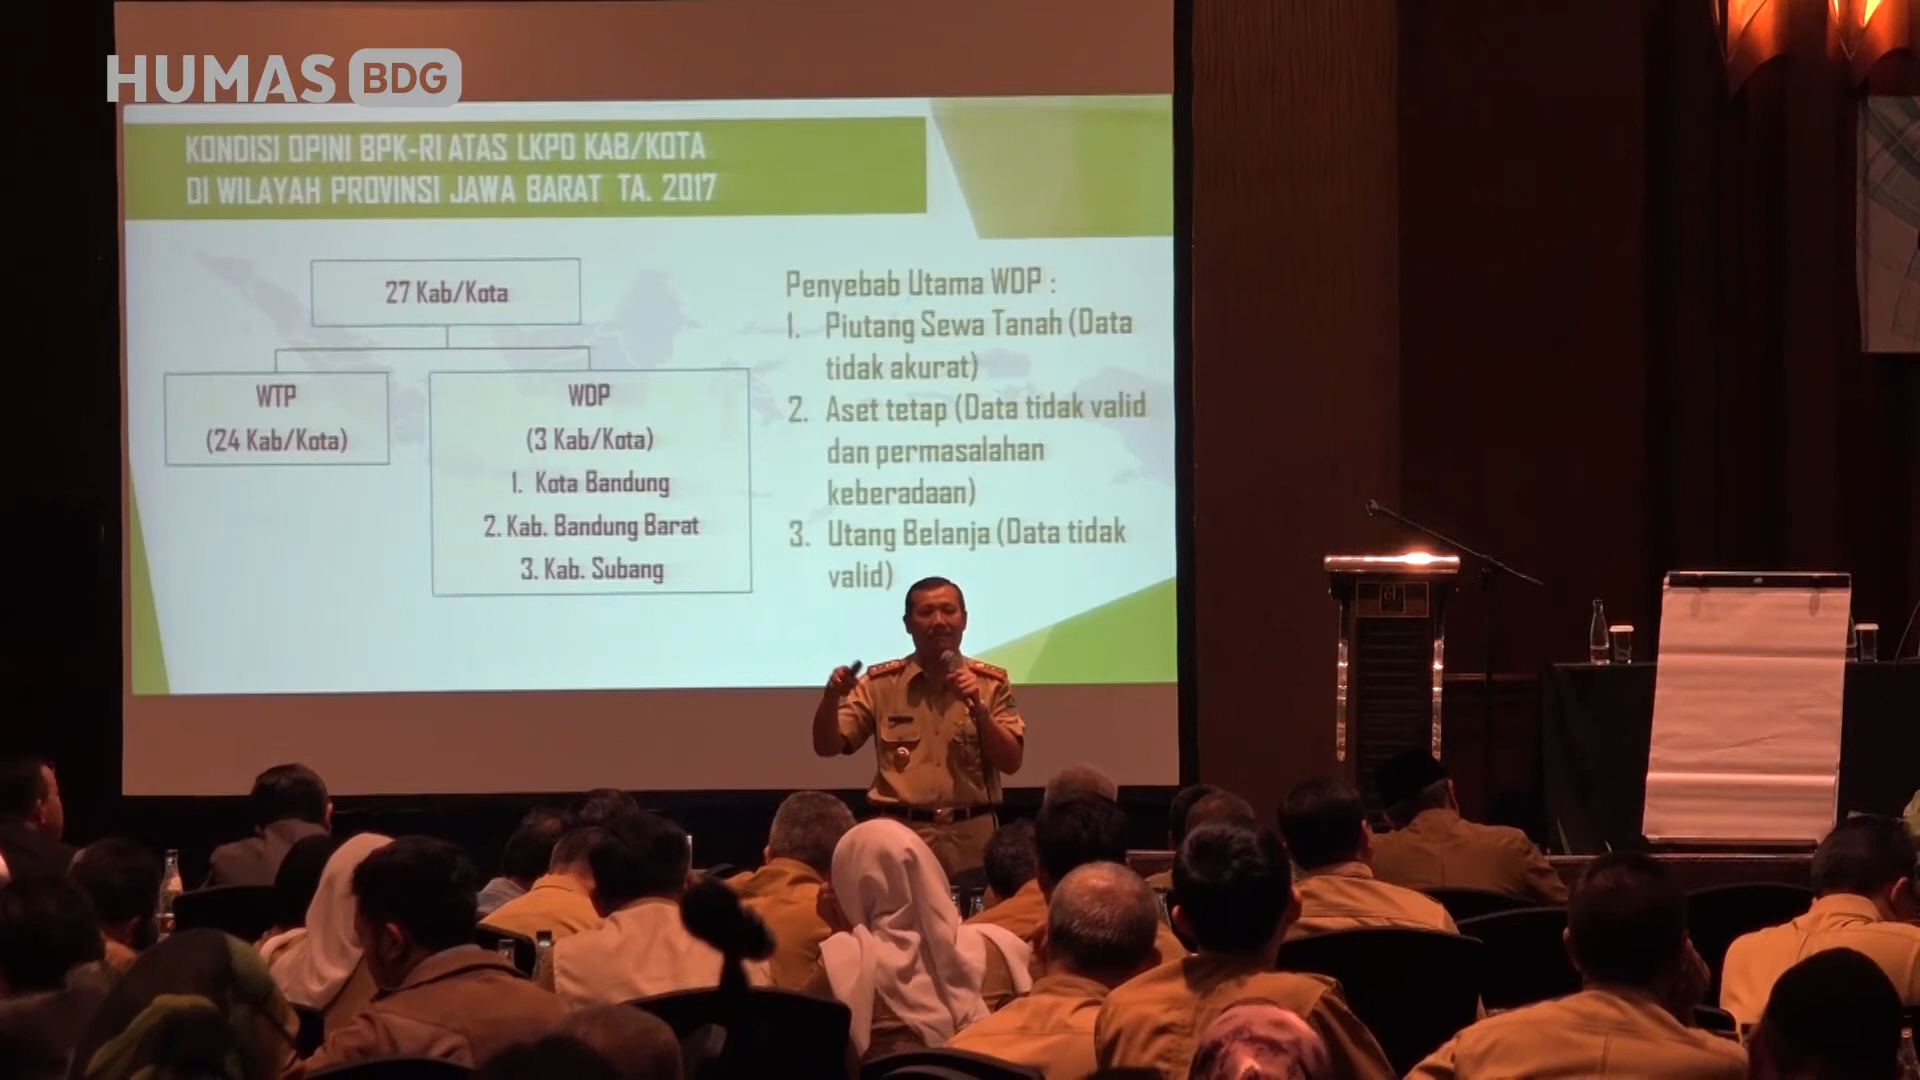 HUMAS BDG
KONDISI OPINI BPK-RI ATAS LKPD KAB/KOTA
DI WILAYAH PROVINSI JAWA BARAT TA. 2017
27 Kab/Kota
WTP
(24 Kab/Kota)
WDP
(3 Kab/Kota)
1. Kota Bandung
2. Kab. Bandung Barat
3. Kab. Subang
Penyebab Utama WDP :
1. Piutang Sewa Tanah (Data
tidak akurat)
2. Aset tetap (Data tidak valid
dan permasalahan
keberadaan)
3. Utang Belanja (Data tidak
valid)